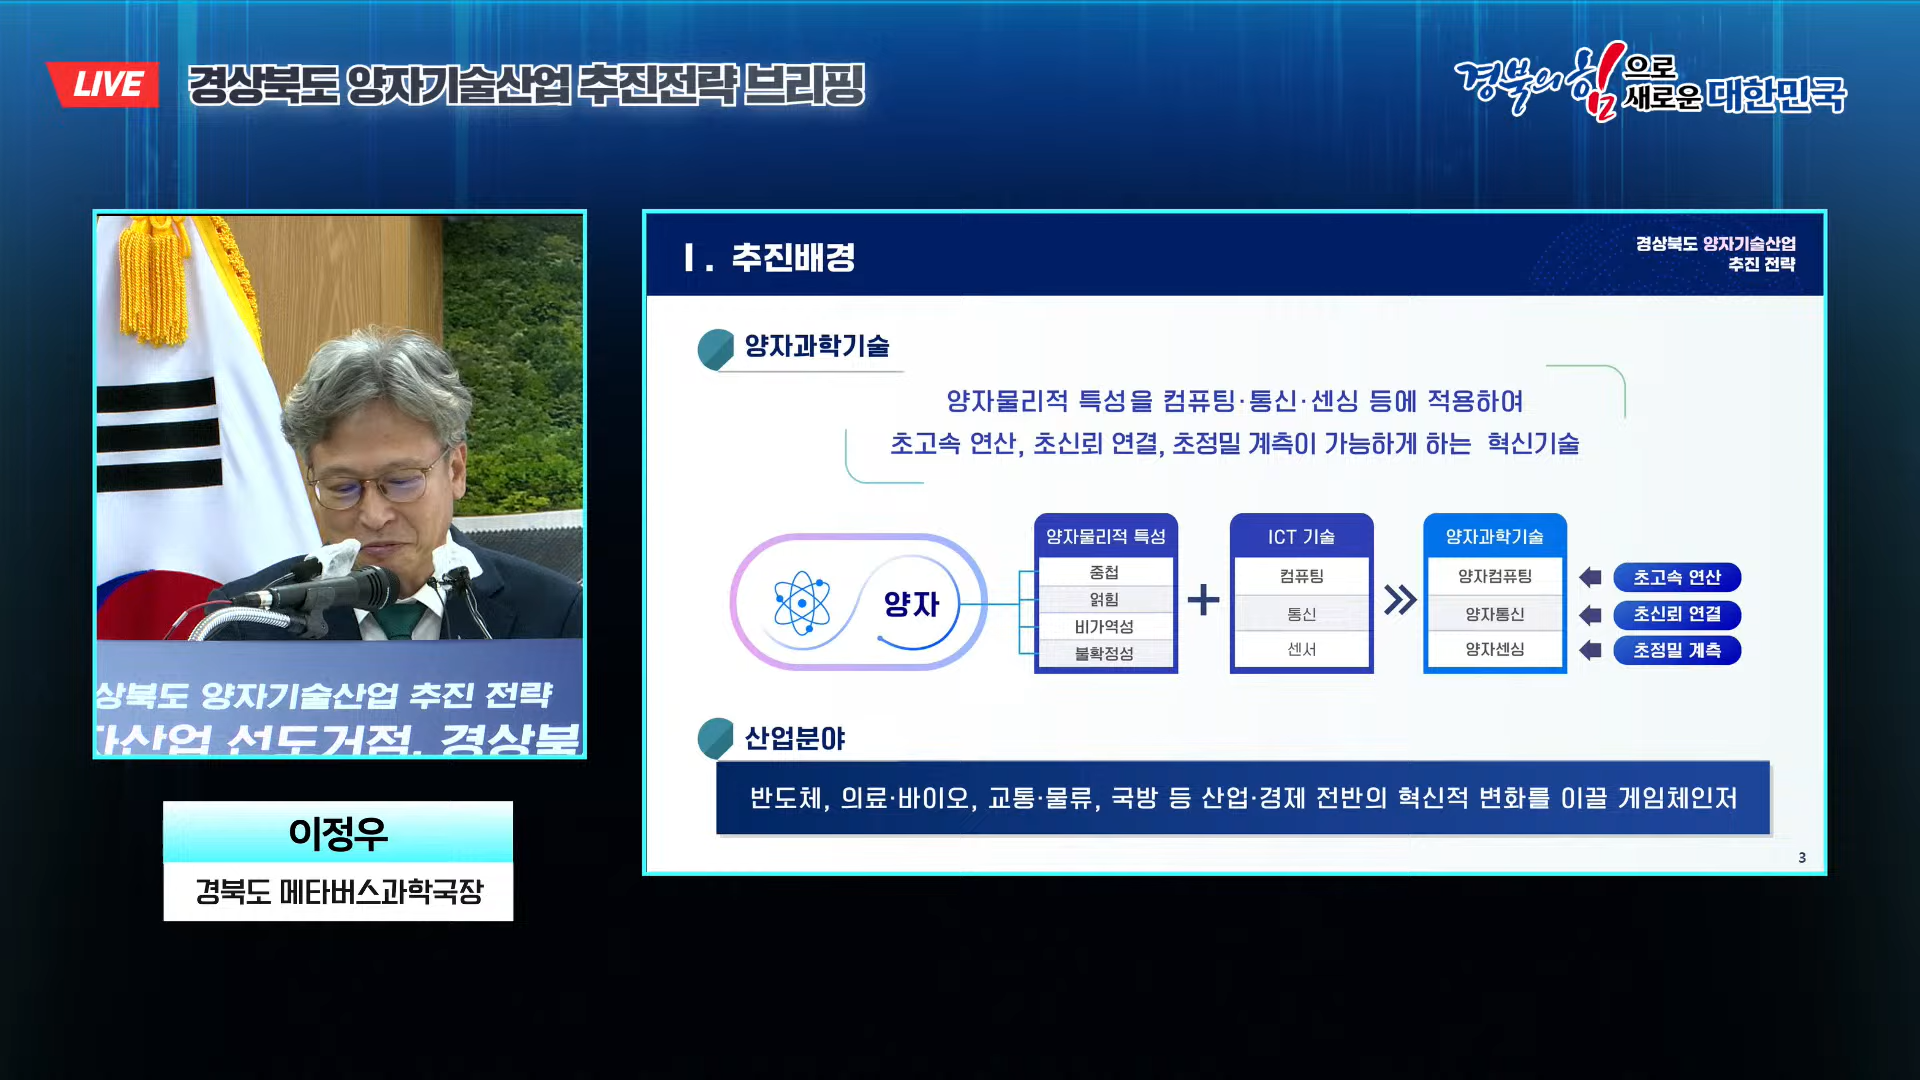 LIVE
경상북도 양자기술산업 추진전략 브리핑
경북의 힘!으로
새로운 대한민국
상북도 양자기술산업 추진 전략
자산업 선도거점, 경상북
이정우
경북도 메타버스과학국장
Ⅰ. 추진배경
경상북도 양자기술산업
추진 전략
양자과학기술
양자물리적 특성을 컴퓨팅·통신·센싱 등에 적용하여
초고속 연산, 초신뢰 연결, 초정밀 계측이 가능하게 하는 혁신기술
양자
양자물리적 특성
중첩
얽힘
비가역성
불확정성
+
ICT 기술
컴퓨팅
통신
센서
양자과학기술
양자컴퓨팅
양자통신
양자센싱
초고속 연산
초신뢰 연결
초정밀 계측
산업분야
반도체, 의료·바이오, 교통·물류, 국방 등 산업·경제 전반의 혁신적 변화를 이끌 게임체인저
3